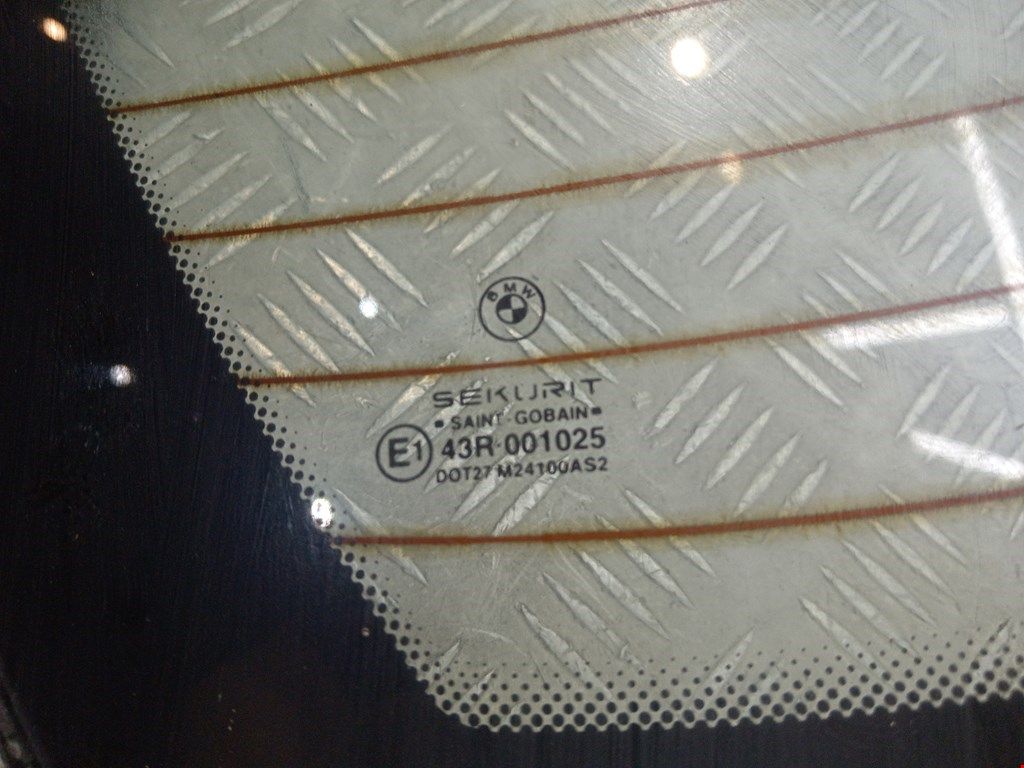 BMW
SEKURIT
SAINT-GOBAIN
E1 43R-001025
DOT27 M24100AS2